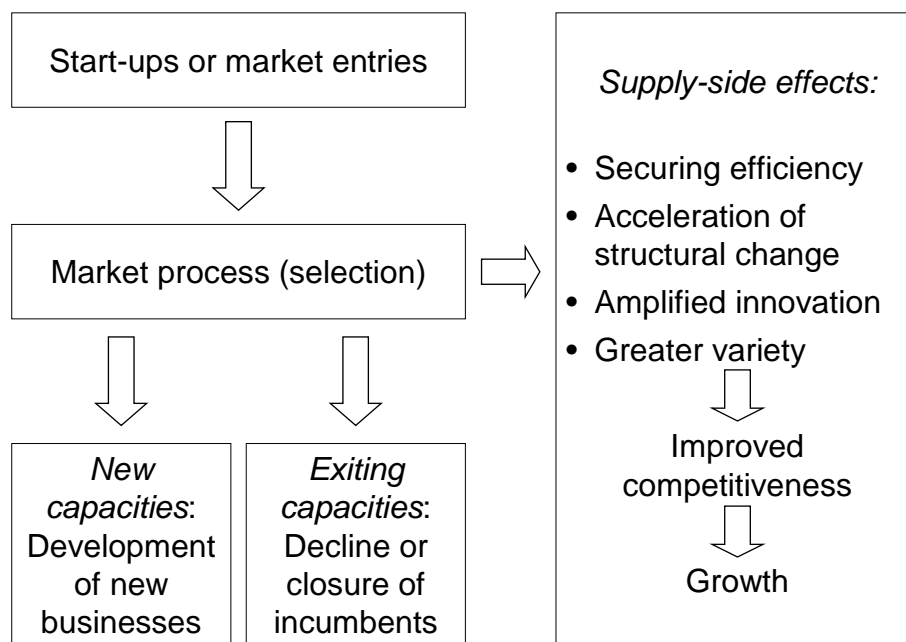 Start-ups or market entries
Market process (selection)
New
capacities:
Development
of new
businesses
Exiting
capacities:
Decline or
closure of
incumbents
Supply-side effects:
• Securing efficiency
• Acceleration of
structural change
• Amplified innovation
• Greater variety
Improved
competitiveness
Growth